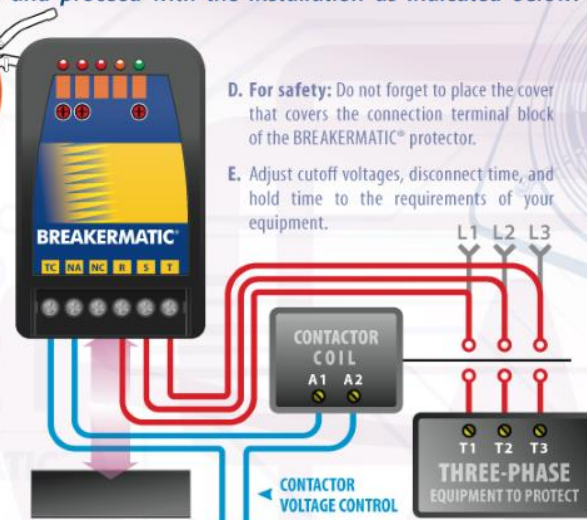 and proceed with the installation as indicated below:
D. For safety: Do not forget to place the cover
that covers the connection terminal block
of the BREAKERMATIC® protector.
E. Adjust cutoff voltages, disconnect time, and
hold time to the requirements of your
equipment.
BREAKERMATIC®
TC NA NC R S T
L1 L2 L3
CONTACTOR
COIL
A1 A2
T1 T2 T3
THREE-PHASE
EQUIPMENT TO PROTECT
CONTACTOR
VOLTAGE CONTROL